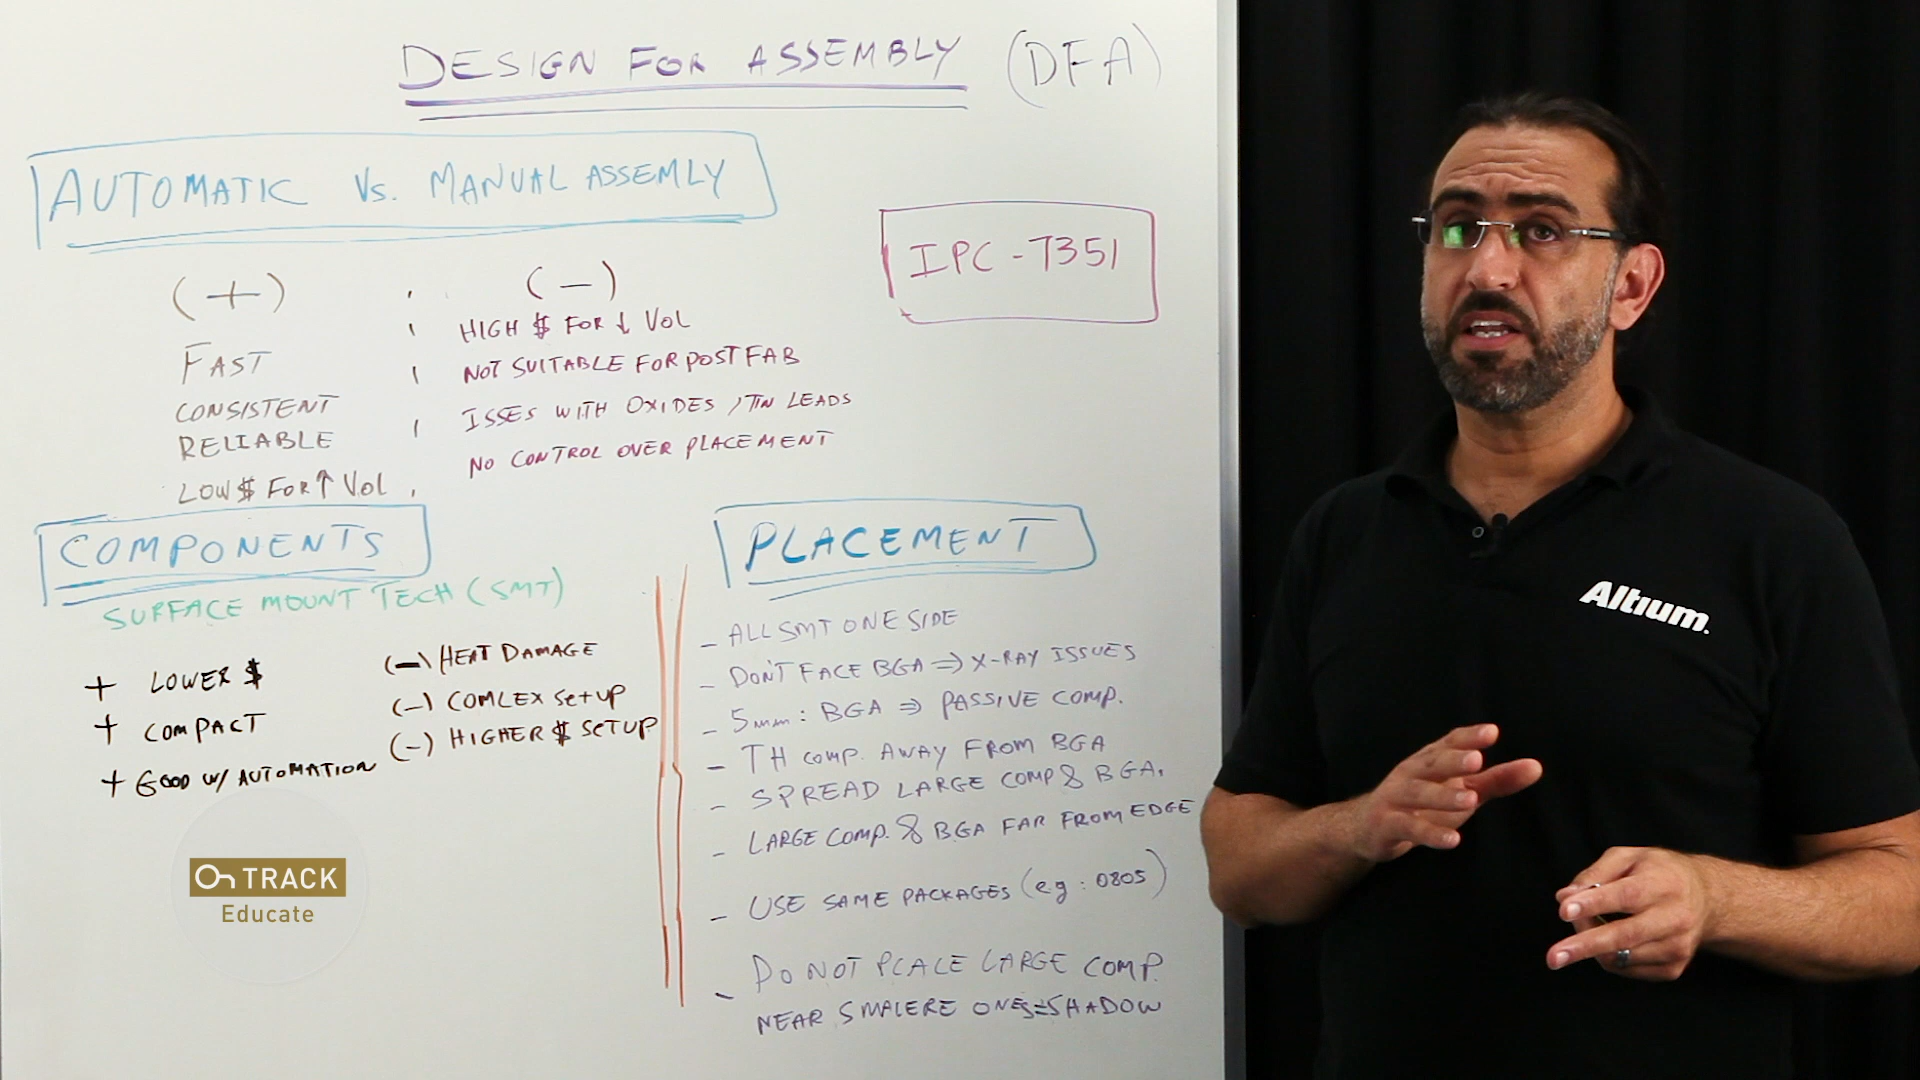 DESIGN FOR ASSEMBLY (DFA)
AUTOMATIC Vs. MANUAL ASSEMLY
IPC-7351
(+)
(-)
FAST
CONSISTENT
RELIABLE
LOW $ FOR ↑ VOL
HIGH $ FOR ↓ VOL
NOT SUITABLE FOR POST FAB
ISSES WITH OXIDES / TIN LEADS
NO CONTROL OVER PLACEMENT
COMPONENTS
SURFACE MOUNT TECH (SMT)
+ LOWER $
+ COMPACT
+ GOOD W/ AUTOMATION
(-) HEAT DAMAGE
(-) COMLEX SETUP
(-) HIGHER $ SETUP
PLACEMENT
- ALL SMT ONE SIDE
- DON'T FACE BGA ⇒ X-RAY ISSUES
- 5mm: BGA ⇒ PASSIVE COMP.
- TH COMP. AWAY FROM BGA
- SPREAD LARGE COMP & BGA.
- LARGE COMP. & BGA FAR FROM EDGE
- USE SAME PACKAGES (eg: 0805)
- DO NOT PLALE LARGE COMP.
NEAR SMALERE ONES=SHADOW
On TRACK
Educate
Altium